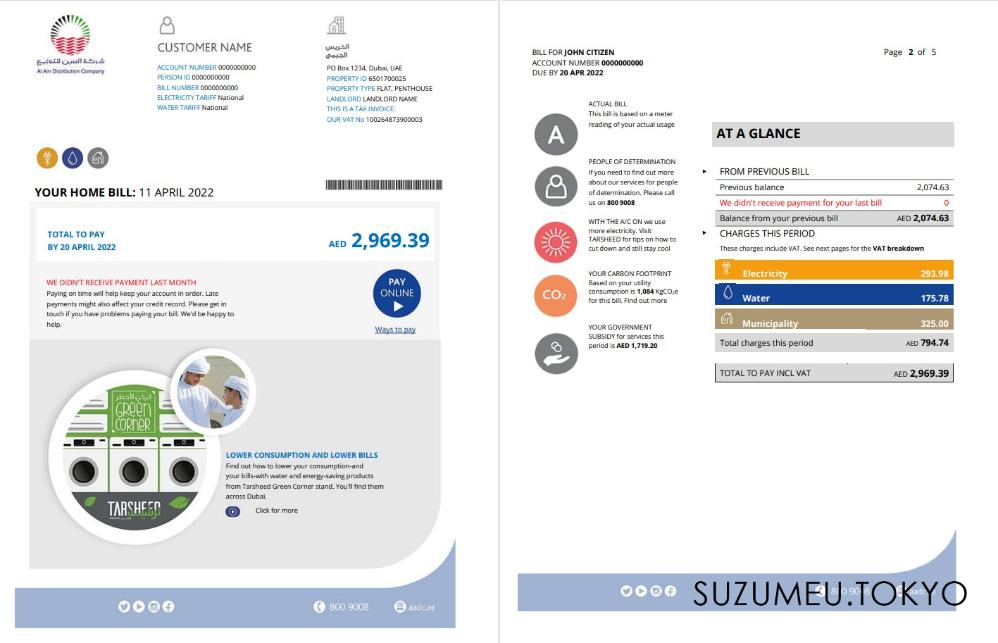 شركة العين للتوزيع
Al Ain Distribution Company
CUSTOMER NAME
ACCOUNT NUMBER 0000000000
PERSON ID 0000000000
BILL NUMBER 0000000000
ELECTRICITY TARIFF National
WATER TARIFF National
الخريس
الجيمي
PO Box 1234, Dubai, UAE
PROPERTY ID 6501700025
PROPERTY TYPE FLAT, PENTHOUSE
LANDLORD LANDLORD NAME
THIS IS A TAX INVOICE:
OUR VAT No 100264873900003
YOUR HOME BILL: 11 APRIL 2022
TOTAL TO PAY
BY 20 APRIL 2022
AED 2,969.39
WE DIDN'T RECEIVE PAYMENT LAST MONTH
Paying on time will help keep your account in order. Late
payments might also affect your credit record. Please get in
touch if you have problems paying your bill. We'd be happy to
help.
PAY
ONLINE
Ways to pay
الركن الأخضر
GREEN
CORNER
TARSHEED
ترشيد
LOWER CONSUMPTION AND LOWER BILLS
Find out how to lower your consumption-and
your bills-with water and energy-saving products
from Tarsheed Green Corner stand. You'll find them
across Dubai.
Click for more
800 9008
aadc.ae
BILL FOR JOHN CITIZEN
ACCOUNT NUMBER 0000000000
DUE BY 20 APR 2022
Page 2 of 5
A
ACTUAL BILL
This bill is based on a meter
reading of your actual usage
PEOPLE OF DETERMINATION
If you need to find out more
about our services for people
of determination. Please call
us on 800 9008
WITH THE A/C ON we use
more electricity. Visit
TARSHEED for tips on how to
cut down and still stay cool
CO₂
YOUR CARBON FOOTPRINT
Based on your utility
consumption is 1,084 KgCO₂e
for this bill. Find out more
YOUR GOVERNMENT
SUBSIDY for services this
period is AED 1,719.20
AT A GLANCE
FROM PREVIOUS BILL
Previous balance 2,074.63
We didn't receive payment for your last bill 0
Balance from your previous bill AED 2,074.63
CHARGES THIS PERIOD
These charges include VAT. See next pages for the VAT breakdown
Electricity 293.98
Water 175.78
Municipality 325.00
Total charges this period AED 794.74
TOTAL TO PAY INCL VAT AED 2,969.39
800 9008
aadc.ae
SUZUMEU.TOKYO